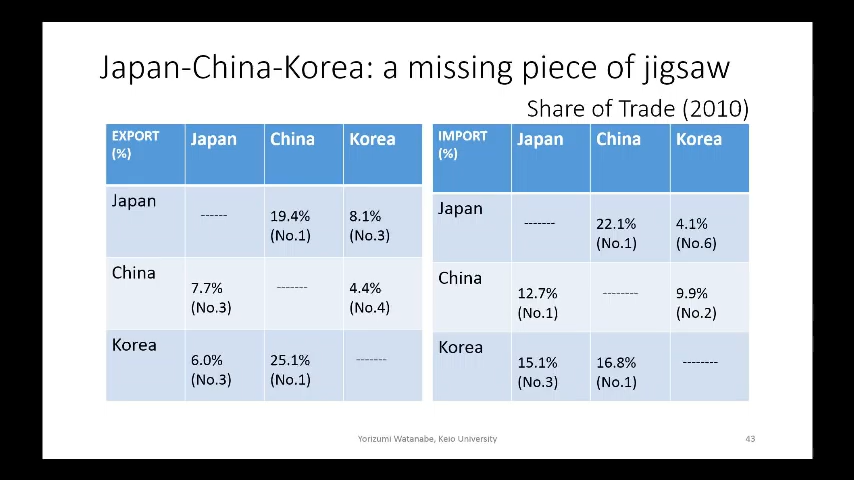 Japan-China-Korea: a missing piece of jigsaw
Share of Trade (2010)
EXPORT (%) Japan China Korea
Japan ------ 19.4% (No.1) 8.1% (No.3)
China 7.7% (No.3) ------- 4.4% (No.4)
Korea 6.0% (No.3) 25.1% (No.1) -------
IMPORT (%) Japan China Korea
Japan ------- 22.1% (No.1) 4.1% (No.6)
China 12.7% (No.1) -------- 9.9% (No.2)
Korea 15.1% (No.3) 16.8% (No.1) --------
Yorizumi Watanabe, Keio University
43